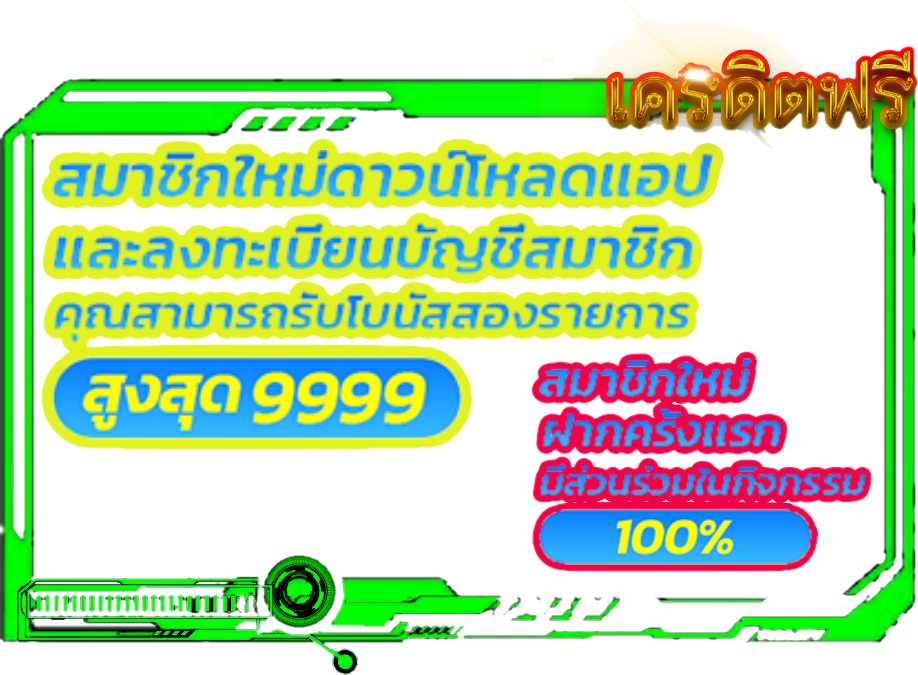 เครดิตฟรี
สมาชิกใหม่ดาวน์โหลดแอป
และลงทะเบียนบัญชีสมาชิก
คุณสามารถรับโบนัสสองรายการ
สูงสุด 9999
สมาชิกใหม่
ฝากครั้งแรก
มีส่วนร่วมในกิจกรรม
100%